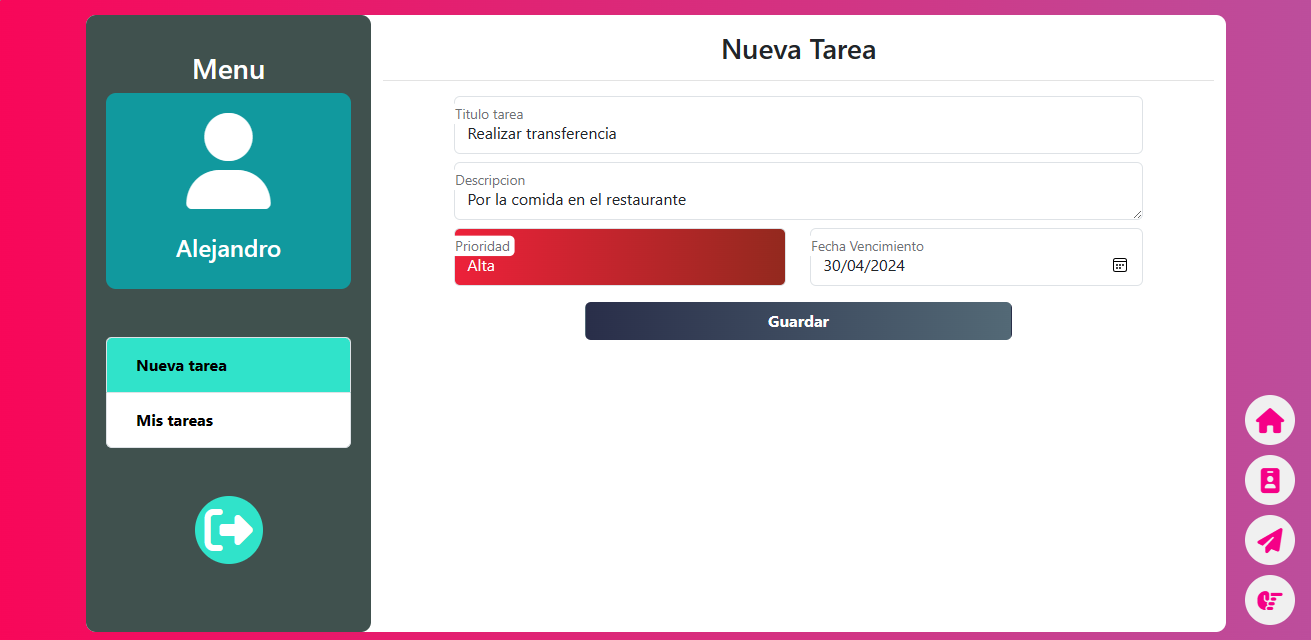 Menu
Alejandro
Nueva tarea
Mis tareas
Nueva Tarea
Titulo tarea
Realizar transferencia
Descripcion
Por la comida en el restaurante
Prioridad
Alta
Fecha Vencimiento
30/04/2024
Guardar